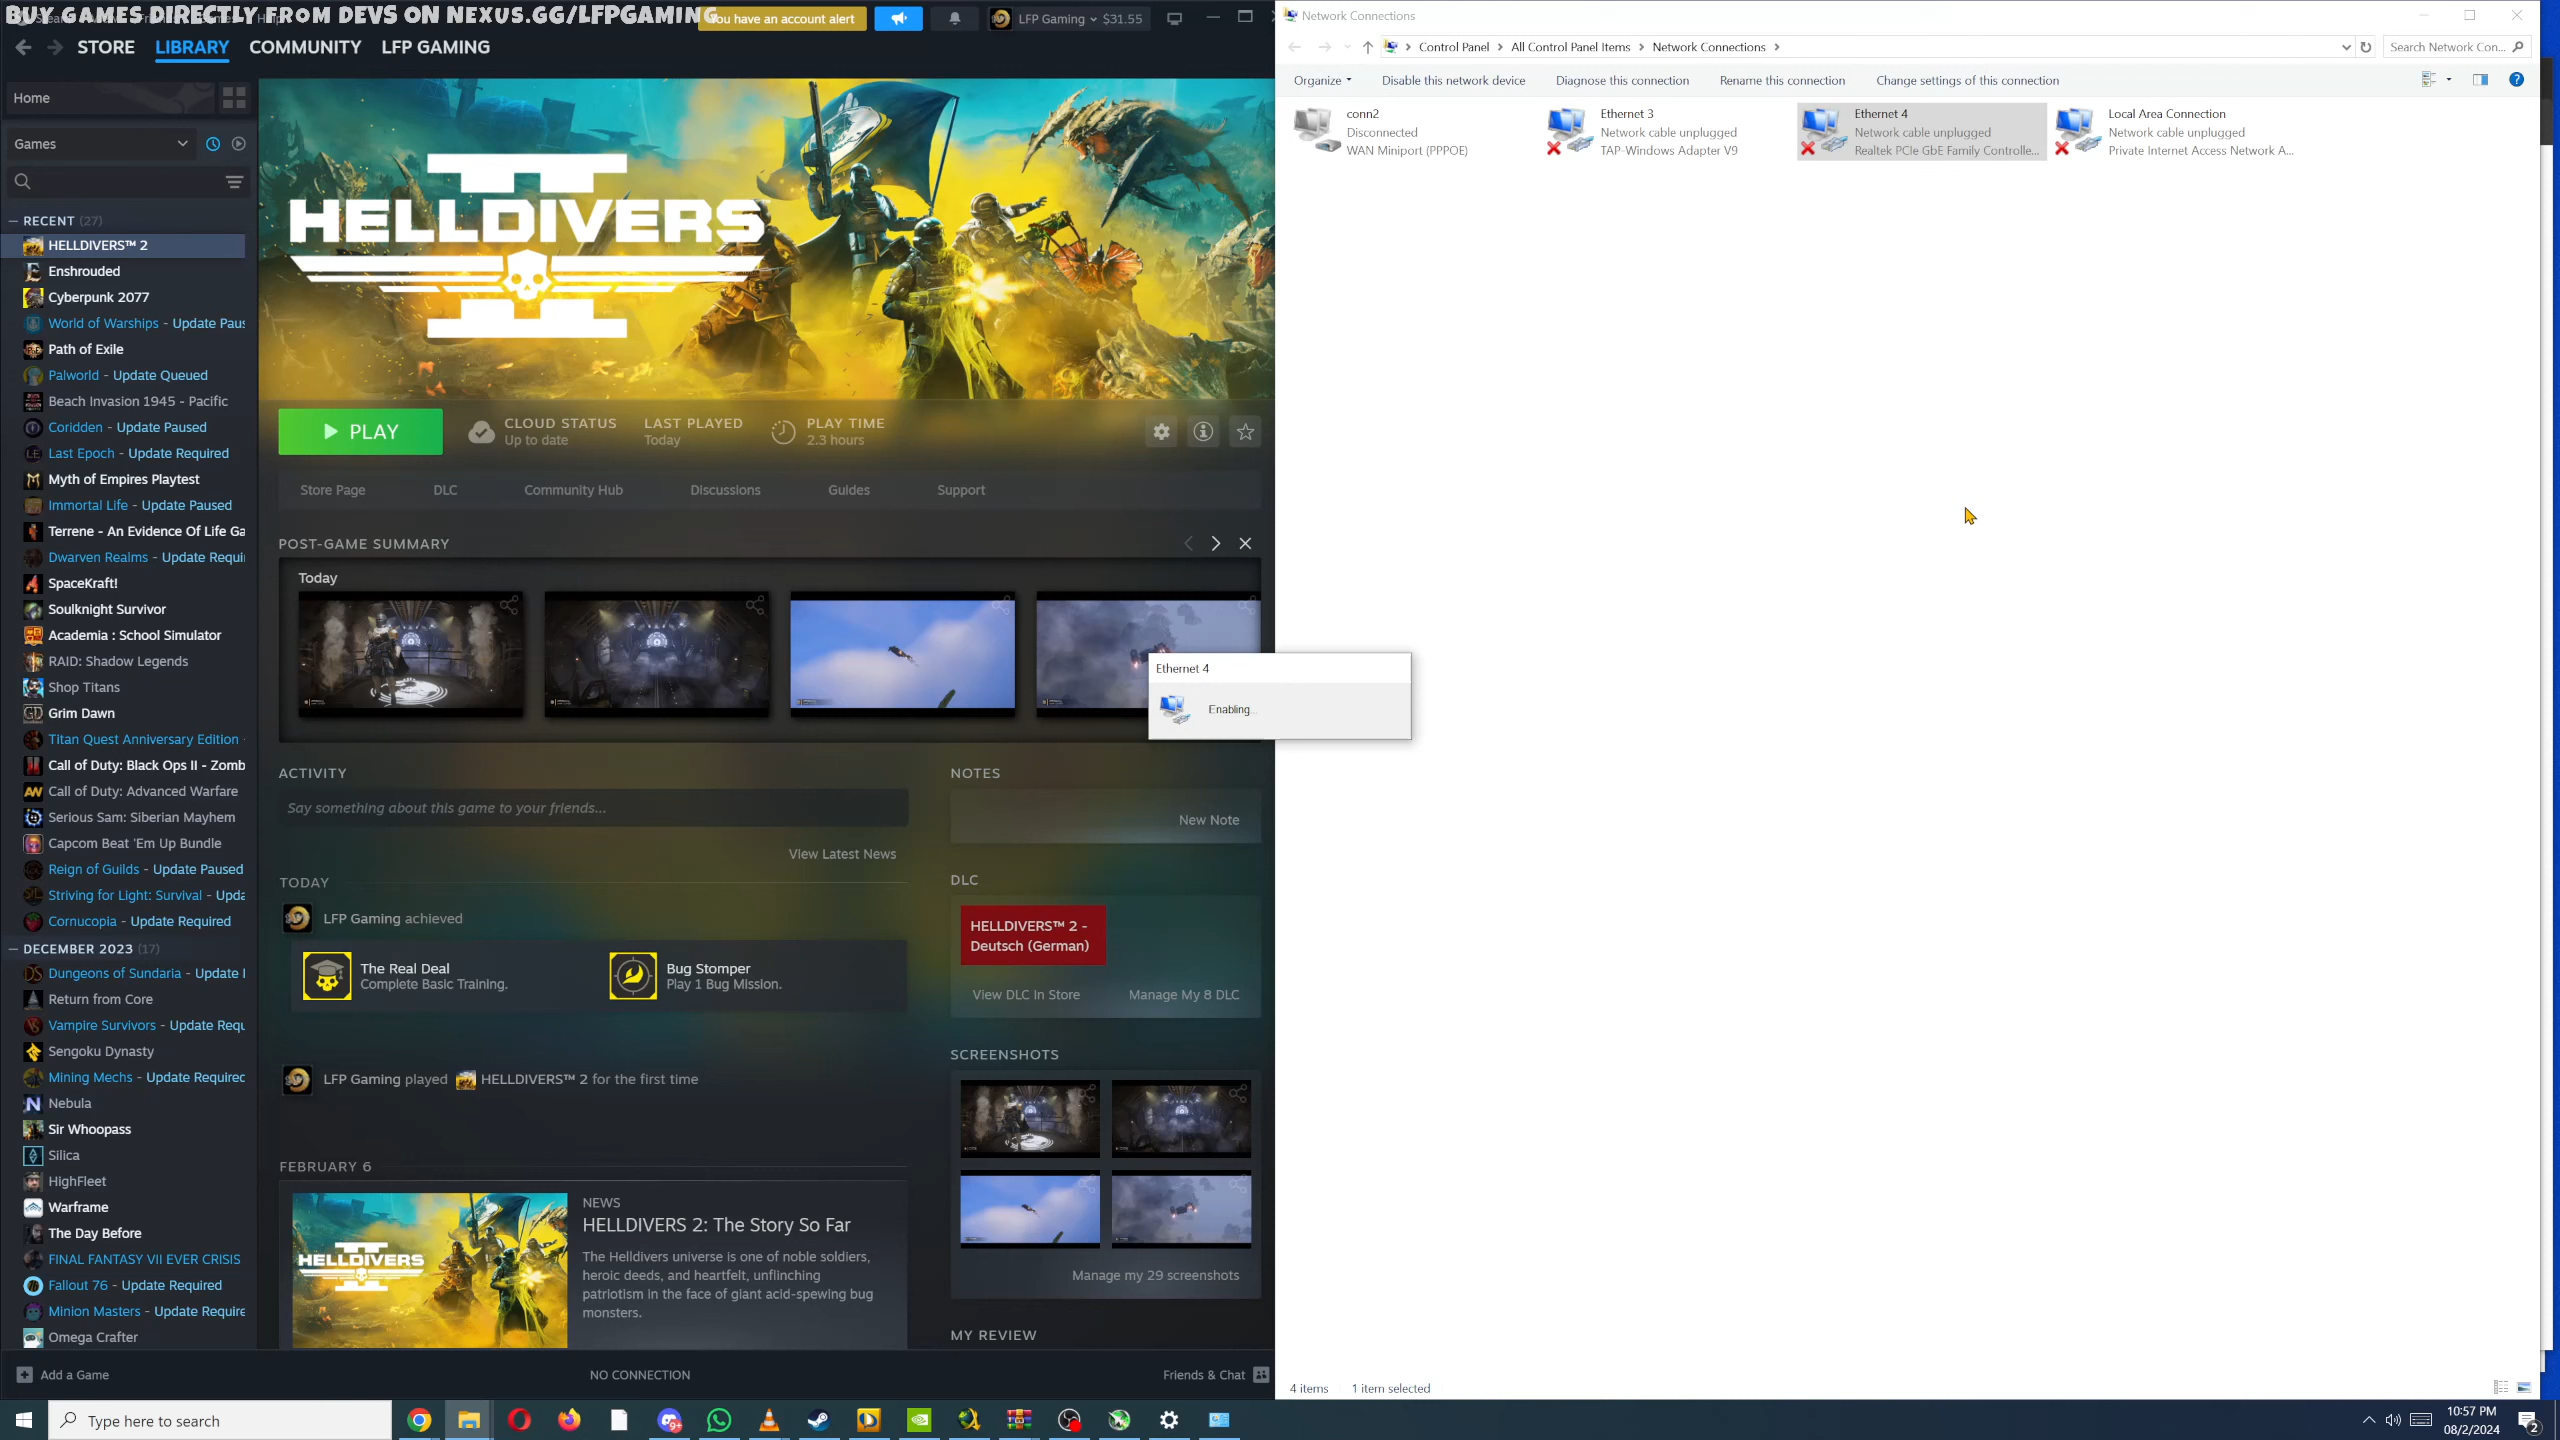 BUY GAMES DIRECTLY FROM DEVS ON NEXUS.GG/LFPGAMING
You have an account alert
LFP Gaming
$31.55
STORE
LIBRARY
COMMUNITY
LFP GAMING
Home
Games
RECENT (27)
HELLDIVERS™ 2
Enshrouded
Cyberpunk 2077
World of Warships - Update Paus
Path of Exile
Palworld - Update Queued
Beach Invasion 1945 - Pacific
Coridden - Update Paused
Last Epoch - Update Required
Myth of Empires Playtest
Immortal Life - Update Paused
Terrene - An Evidence Of Life Ga
Dwarven Realms - Update Requi
SpaceKraft!
Soulknight Survivor
Academia : School Simulator
RAID: Shadow Legends
Shop Titans
Grim Dawn
Titan Quest Anniversary Edition -
Call of Duty: Black Ops II - Zomb
Call of Duty: Advanced Warfare
Serious Sam: Siberian Mayhem
Capcom Beat 'Em Up Bundle
Reign of Guilds - Update Paused
Striving for Light: Survival - Upda
Cornucopia - Update Required
DECEMBER 2023 (17)
Dungeons of Sundaria - Update I
Return from Core
Vampire Survivors - Update Requ
Sengoku Dynasty
Mining Mechs - Update Required
Nebula
Sir Whoopass
Silica
HighFleet
Warframe
The Day Before
FINAL FANTASY VII EVER CRISIS
Fallout 76 - Update Required
Minion Masters - Update Require
Omega Crafter
Add a Game
HELLDIVERS
II
PLAY
CLOUD STATUS
Up to date
LAST PLAYED
Today
PLAY TIME
2.3 hours
Store Page
DLC
Community Hub
Discussions
Guides
Support
POST-GAME SUMMARY
Today
ACTIVITY
Say something about this game to your friends...
View Latest News
TODAY
LFP Gaming achieved
The Real Deal
Complete Basic Training.
Bug Stomper
Play 1 Bug Mission.
LFP Gaming played HELLDIVERS™ 2 for the first time
FEBRUARY 6
HELLDIVERS
NEWS
HELLDIVERS 2: The Story So Far
The Helldivers universe is one of noble soldiers,
heroic deeds, and heartfelt, unflinching
patriotism in the face of giant acid-spewing bug
monsters.
NOTES
New Note
DLC
HELLDIVERS™ 2 -
Deutsch (German)
View DLC In Store
Manage My 8 DLC
SCREENSHOTS
Manage my 29 screenshots
MY REVIEW
NO CONNECTION
Friends & Chat
Network Connections
Control Panel
All Control Panel Items
Network Connections
Search Network Con...
Organize
Disable this network device
Diagnose this connection
Rename this connection
Change settings of this connection
conn2
Disconnected
WAN Miniport (PPPOE)
Ethernet 3
Network cable unplugged
TAP-Windows Adapter V9
Ethernet 4
Network cable unplugged
Realtek PCIe GbE Family Controlle...
Local Area Connection
Network cable unplugged
Private Internet Access Network A...
Ethernet 4
Enabling...
4 items
1 item selected
Type here to search
9+
10:57 PM
08/2/2024
2